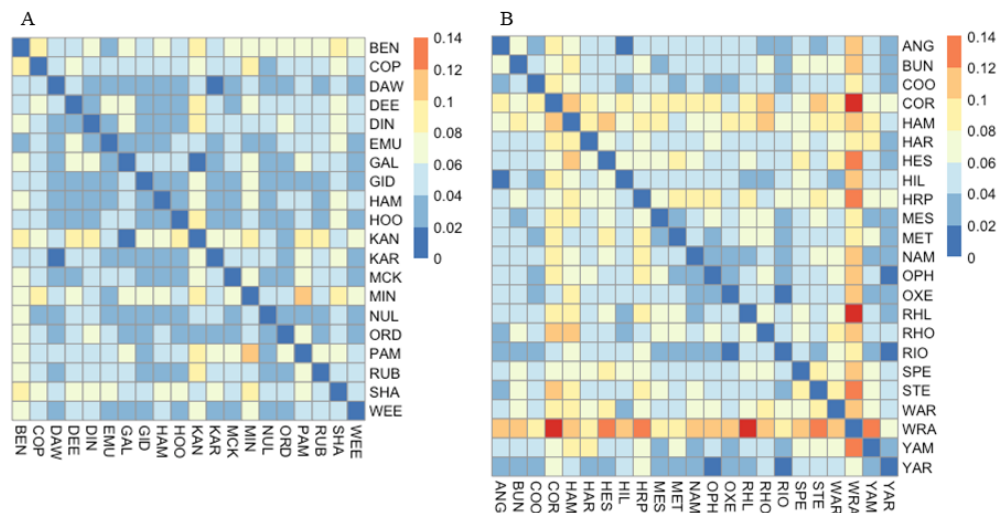 A
BEN
COP
DAW
DEE
DIN
EMU
GAL
GID
HAM
HOO
KAN
KAR
MCK
MIN
NUL
ORD
PAM
RUB
SHA
WEE
BEN COP DAW DEE DIN EMU GAL GID HAM HOO KAN KAR MCK MIN NUL ORD PAM RUB SHA WEE
0.14
0.12
0.1
0.08
0.06
0.04
0.02
0
B
ANG
BUN
COO
COR
HAM
HAR
HES
HIL
HRP
MES
MET
NAM
OPH
OXE
RHL
RHO
RIO
SPE
STE
WAR
WRA
YAM
YAR
ANG BUN COO COR HAM HAR HES HIL HRP MES MET NAM OPH OXE RHL RHO RIO SPE STE WAR WRA YAM YAR
0.14
0.12
0.1
0.08
0.06
0.04
0.02
0